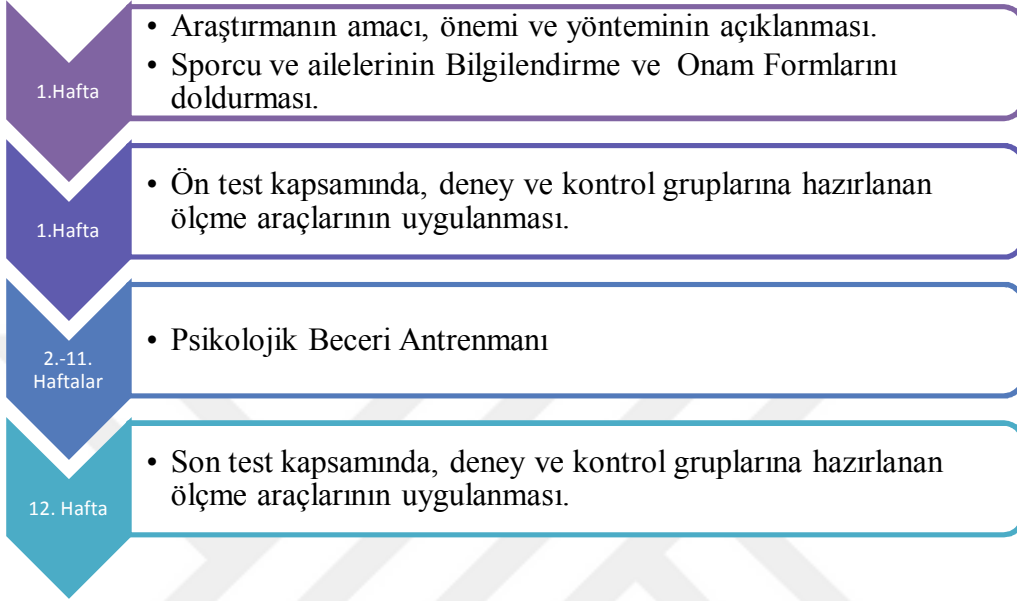 1.Hafta
• Araştırmanın amacı, önemi ve yönteminin açıklanması.
• Sporcu ve ailelerinin Bilgilendirme ve Onam Formlarını
doldurması.
1.Hafta
• Ön test kapsamında, deney ve kontrol gruplarına hazırlanan
ölçme araçlarının uygulanması.
2.-11.
Haftalar
• Psikolojik Beceri Antrenmanı
12. Hafta
• Son test kapsamında, deney ve kontrol gruplarına hazırlanan
ölçme araçlarının uygulanması.